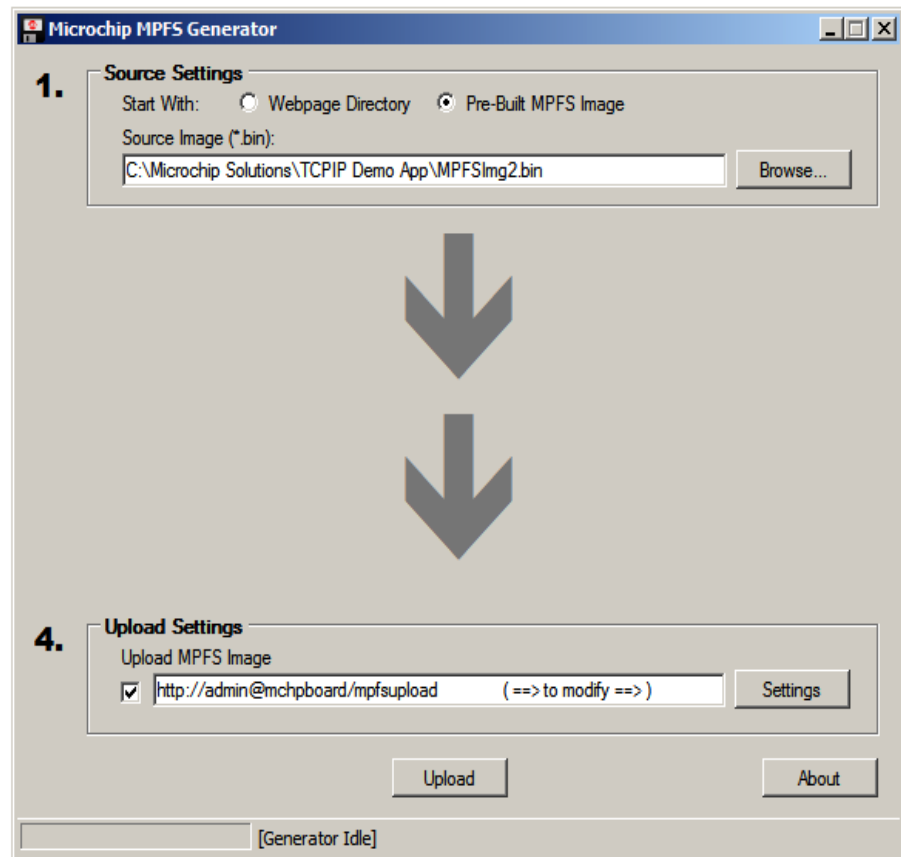 Microchip MPFS Generator
1.
Source Settings
Start With: Webpage Directory Pre-Built MPFS Image
Source Image (*.bin):
C:\Microchip Solutions\TCPIP Demo App\MPFSImg2.bin Browse...
4.
Upload Settings
Upload MPFS Image
http://admin@mchpboard/mpfsupload ( ==> to modify ==> ) Settings
Upload About
[Generator Idle]